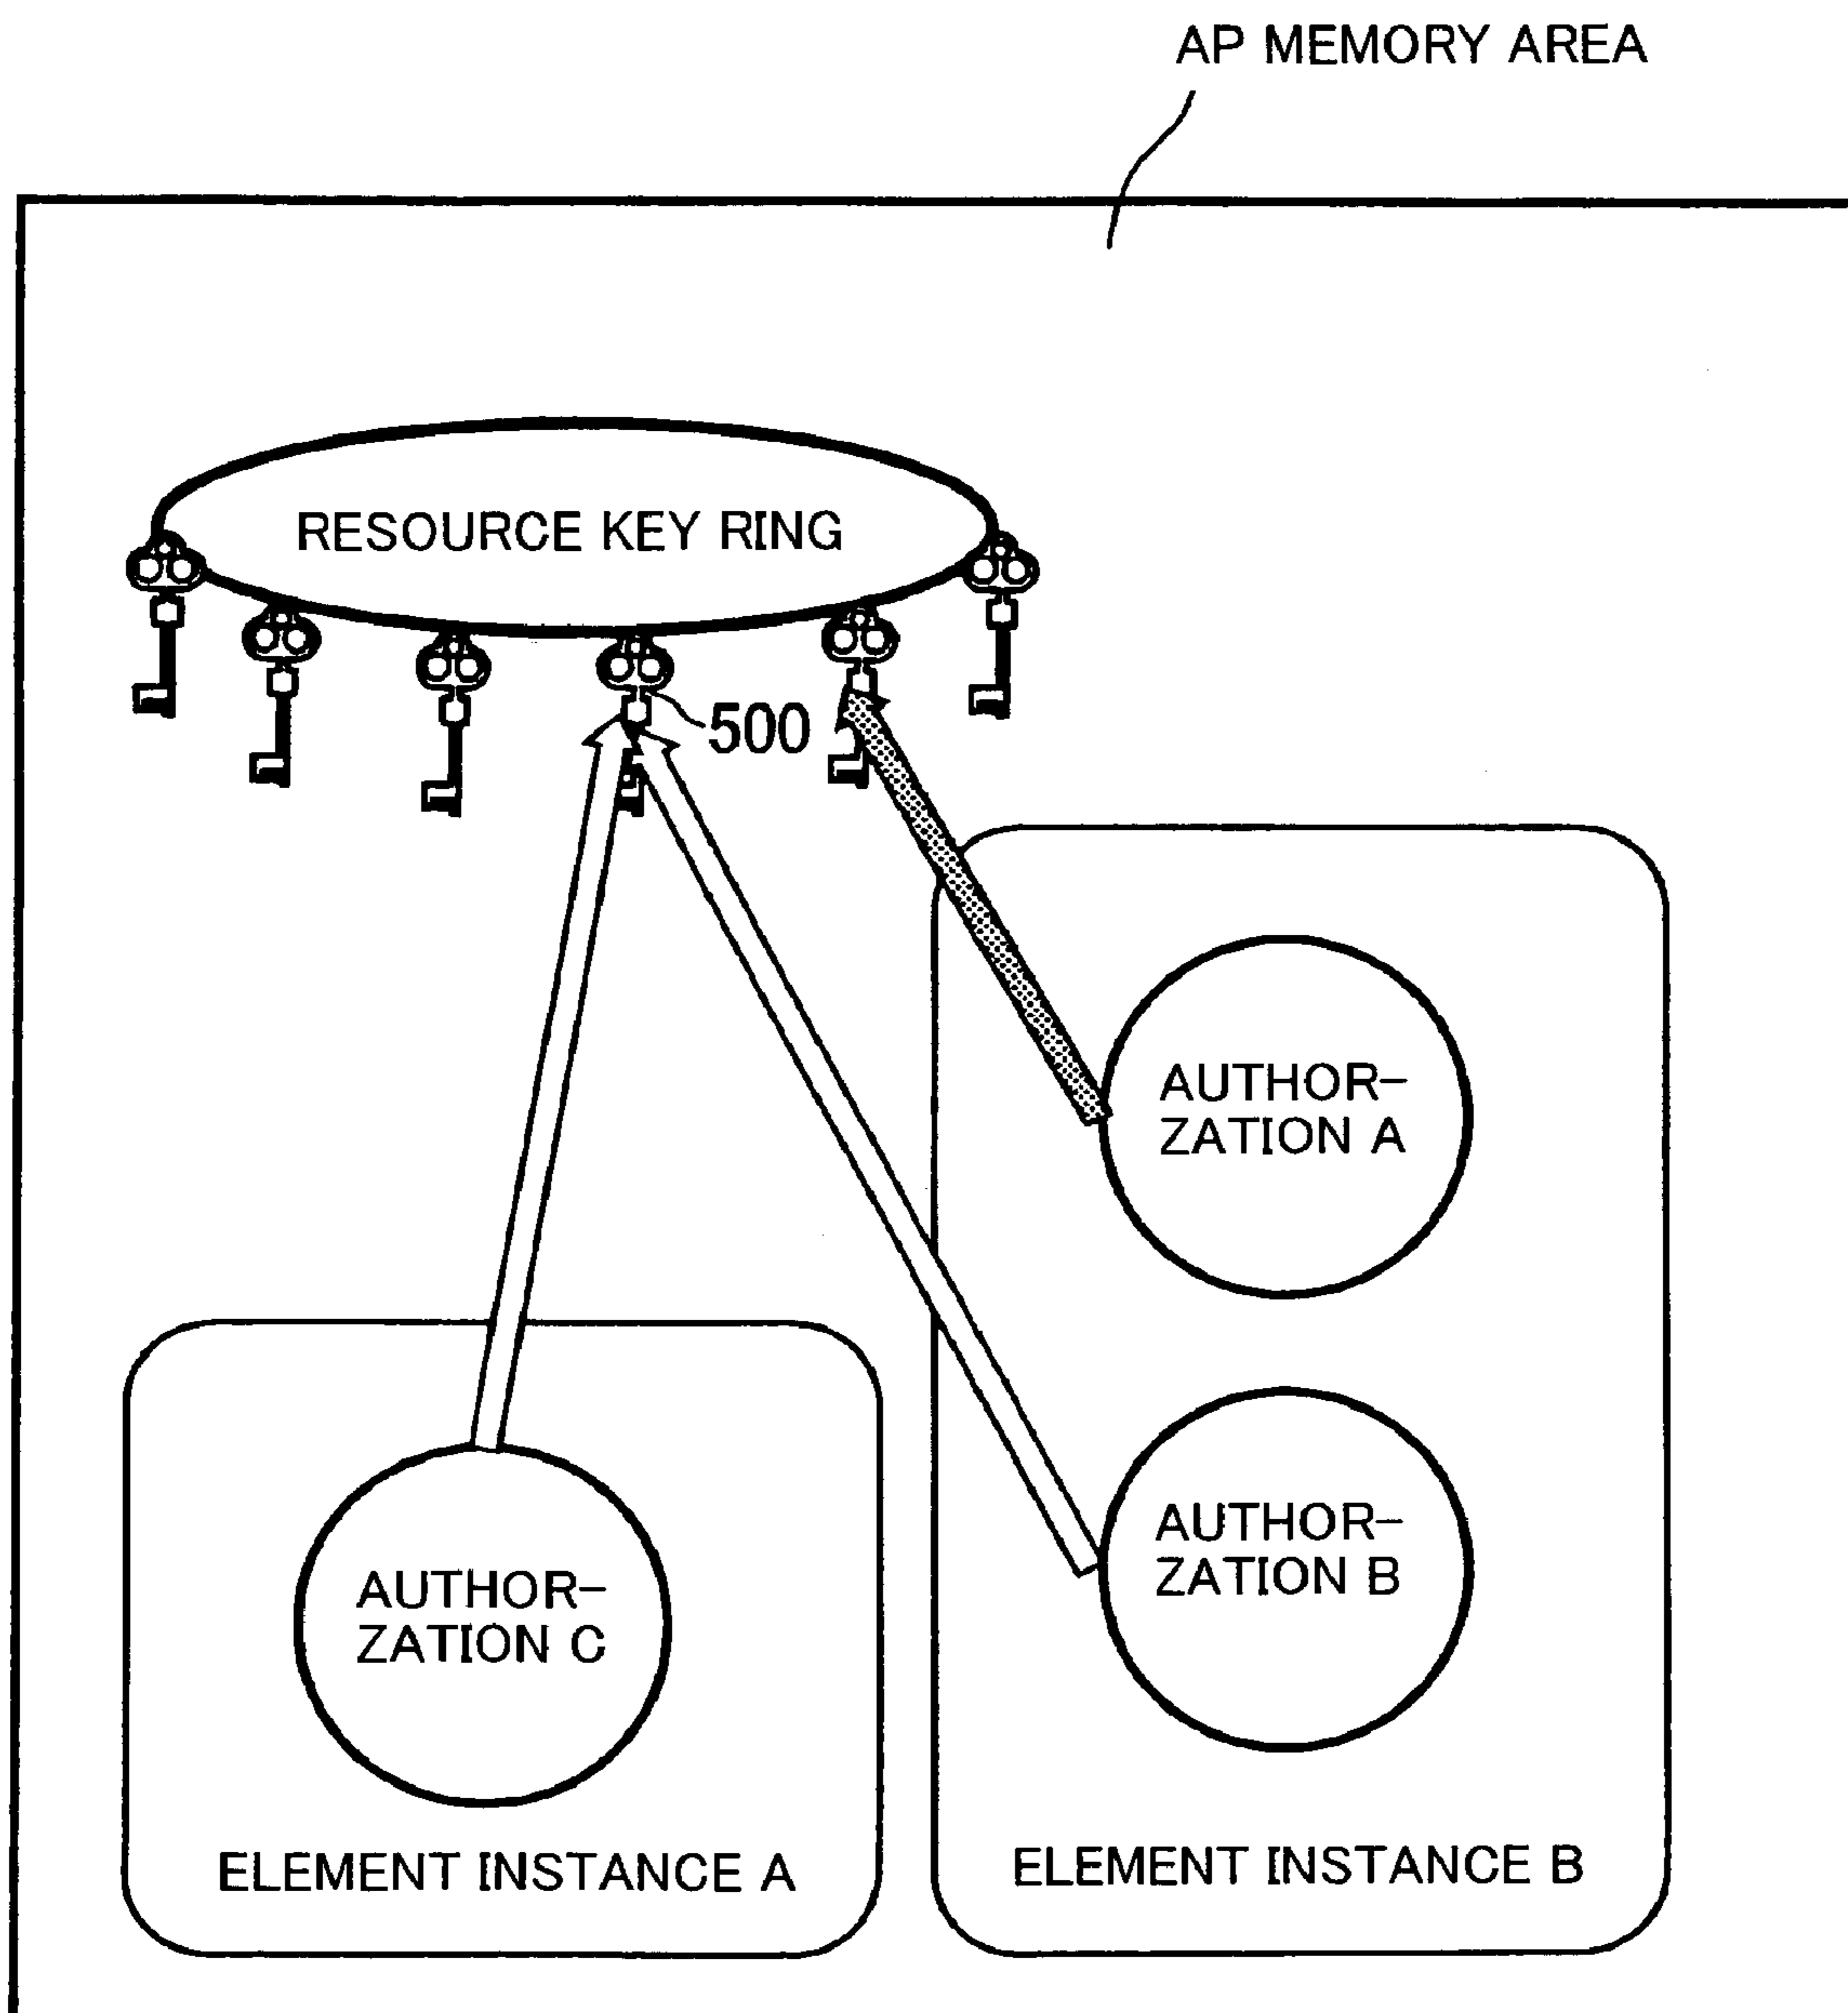 AP MEMORY AREA
RESOURCE KEY RING
500
AUTHOR-
ZATION A
AUTHOR-
ZATION B
AUTHOR-
ZATION C
ELEMENT INSTANCE A
ELEMENT INSTANCE B